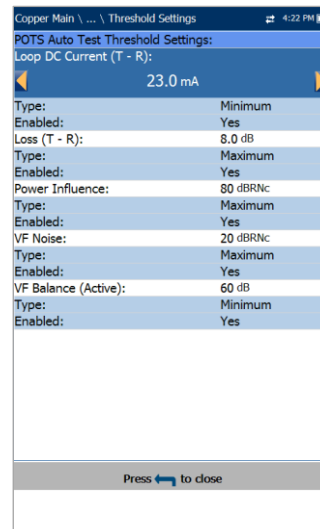 Copper Main \ ... \ Threshold Settings 4:22 PM
POTS Auto Test Threshold Settings:
Loop DC Current (T - R):
23.0 mA
Type: Minimum
Enabled: Yes
Loss (T - R): 8.0 dB
Type: Maximum
Enabled: Yes
Power Influence: 80 dBRNc
Type: Maximum
Enabled: Yes
VF Noise: 20 dBRNc
Type: Maximum
Enabled: Yes
VF Balance (Active): 60 dB
Type: Minimum
Enabled: Yes
Press to close